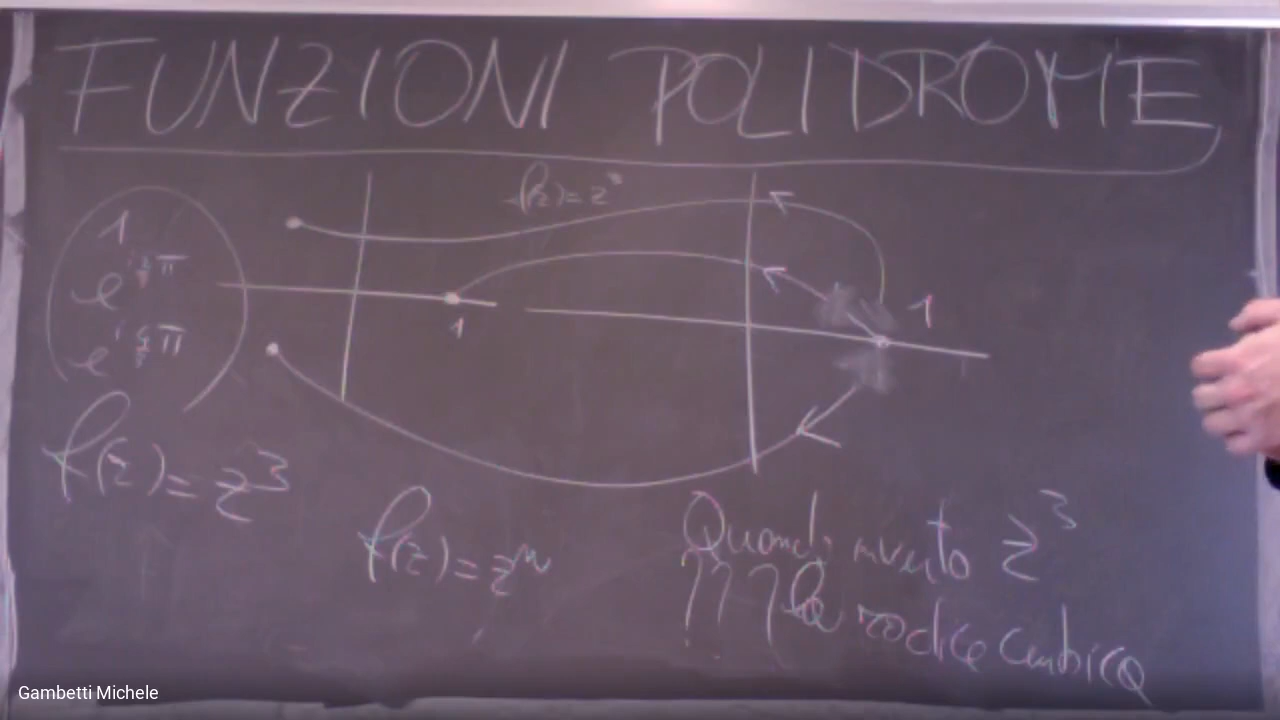 FUNZIONI POLIDROME
f(z)=z³
1
e^{i 2/3 π}
e^{i 4/3 π}
1
1
f(z)=z³
f(z)=zⁿ
Quando inverto z³
??? la radice cubica
Gambetti Michele